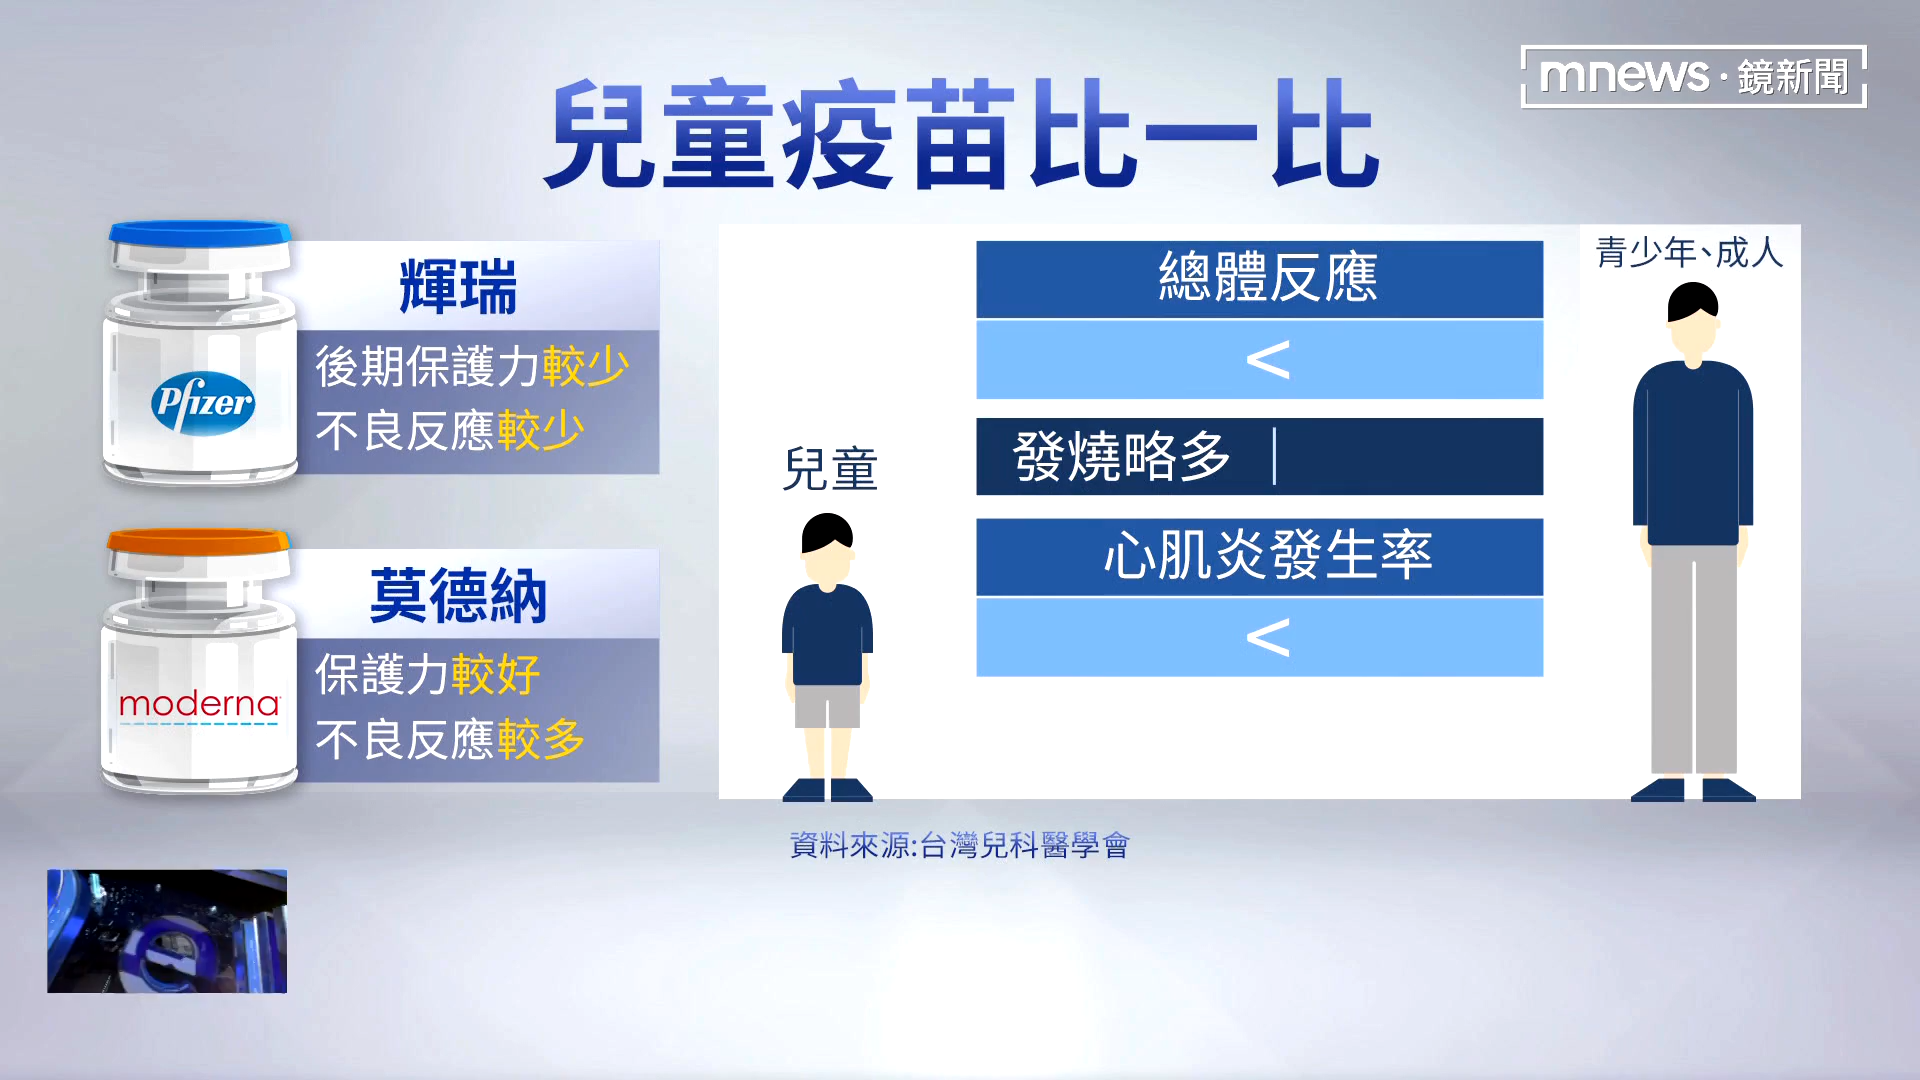 兒童疫苗比一比
mnews·鏡新聞
輝瑞
後期保護力較少
不良反應較少
Pfizer
莫德納
保護力較好
不良反應較多
moderna
兒童
總體反應
<
發燒略多 |
心肌炎發生率
<
青少年、成人
資料來源:台灣兒科醫學會
e